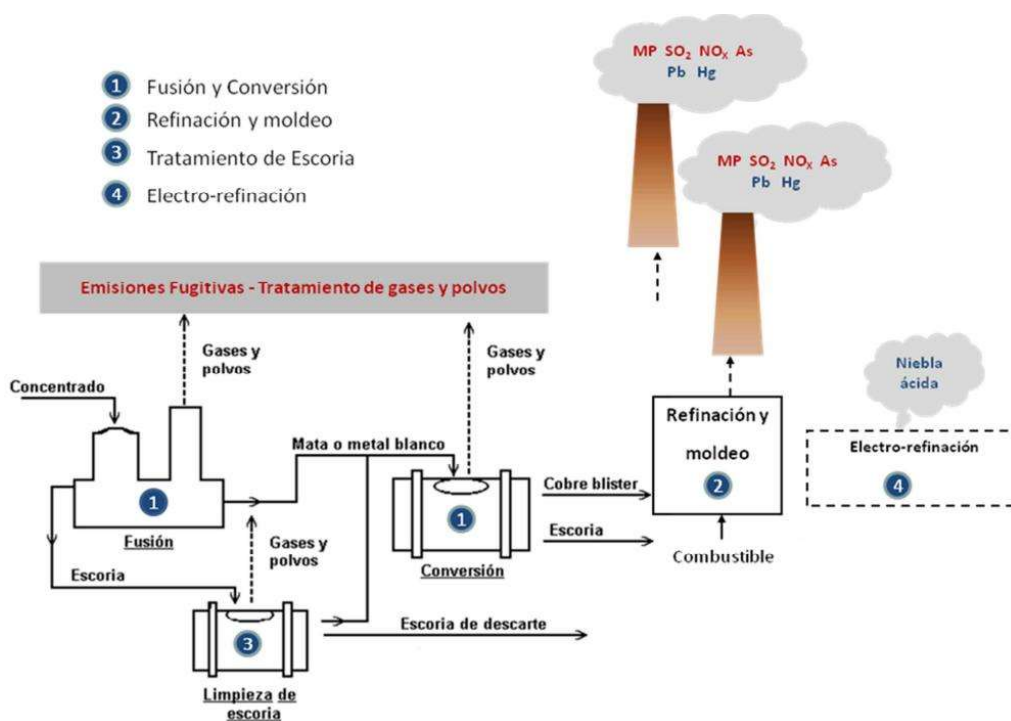 1 Fusión y Conversión
2 Refinación y moldeo
3 Tratamiento de Escoria
4 Electro-refinación
MP SO₂ NOₓ As
Pb Hg
MP SO₂ NOₓ As
Pb Hg
Emisiones Fugitivas - Tratamiento de gases y polvos
Gases y
polvos
Gases y
polvos
Concentrado
Mata o metal blanco
1
Fusión
Gases y
polvos
Escoria
3
Limpieza de
escoria
1
Conversión
Cobre blister
Escoria
Escoria de descarte
Refinación y
moldeo
2
Combustible
Niebla
ácida
Electro-refinación
4